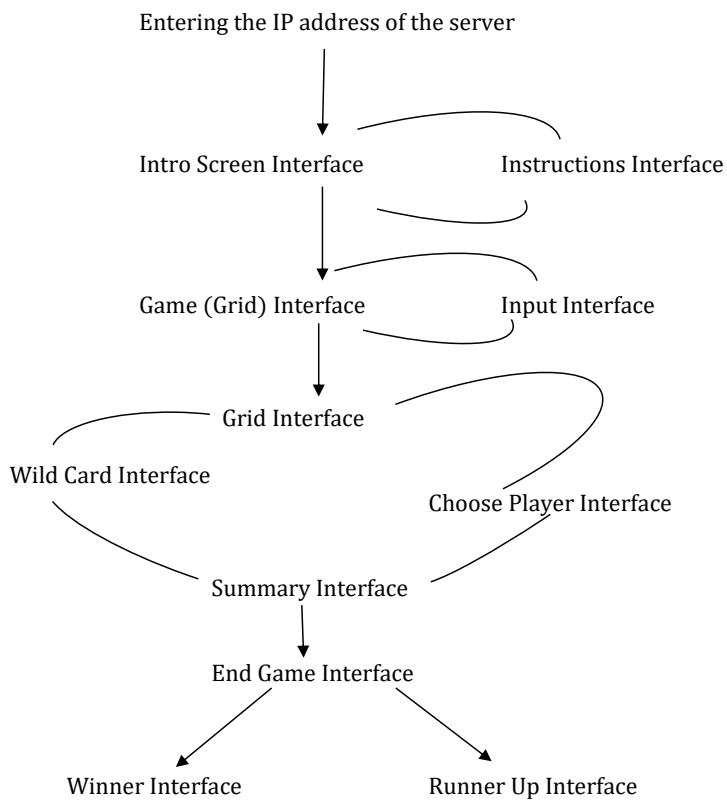 Entering the IP address of the server
Intro Screen Interface
Instructions Interface
Game (Grid) Interface
Input Interface
Grid Interface
Wild Card Interface
Choose Player Interface
Summary Interface
End Game Interface
Winner Interface
Runner Up Interface